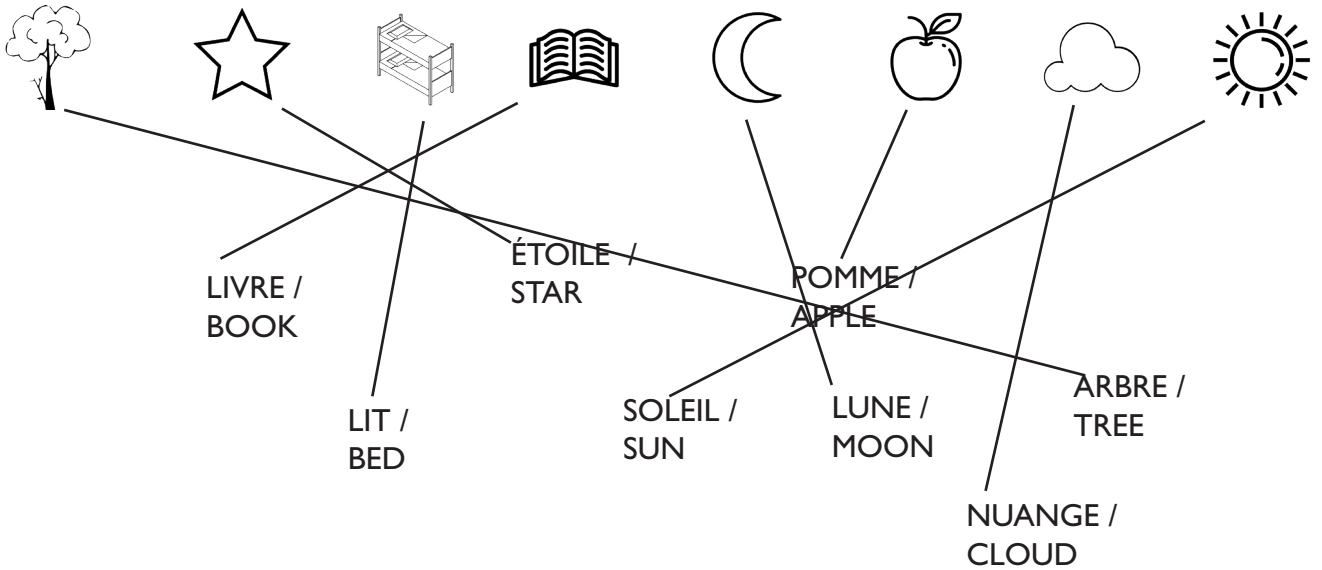 ÉTOILE /
STAR
POMME /
APPLE
LIVRE /
BOOK
ARBRE /
TREE
LUNE /
MOON
SOLEIL /
SUN
LIT /
BED
NUANGE /
CLOUD